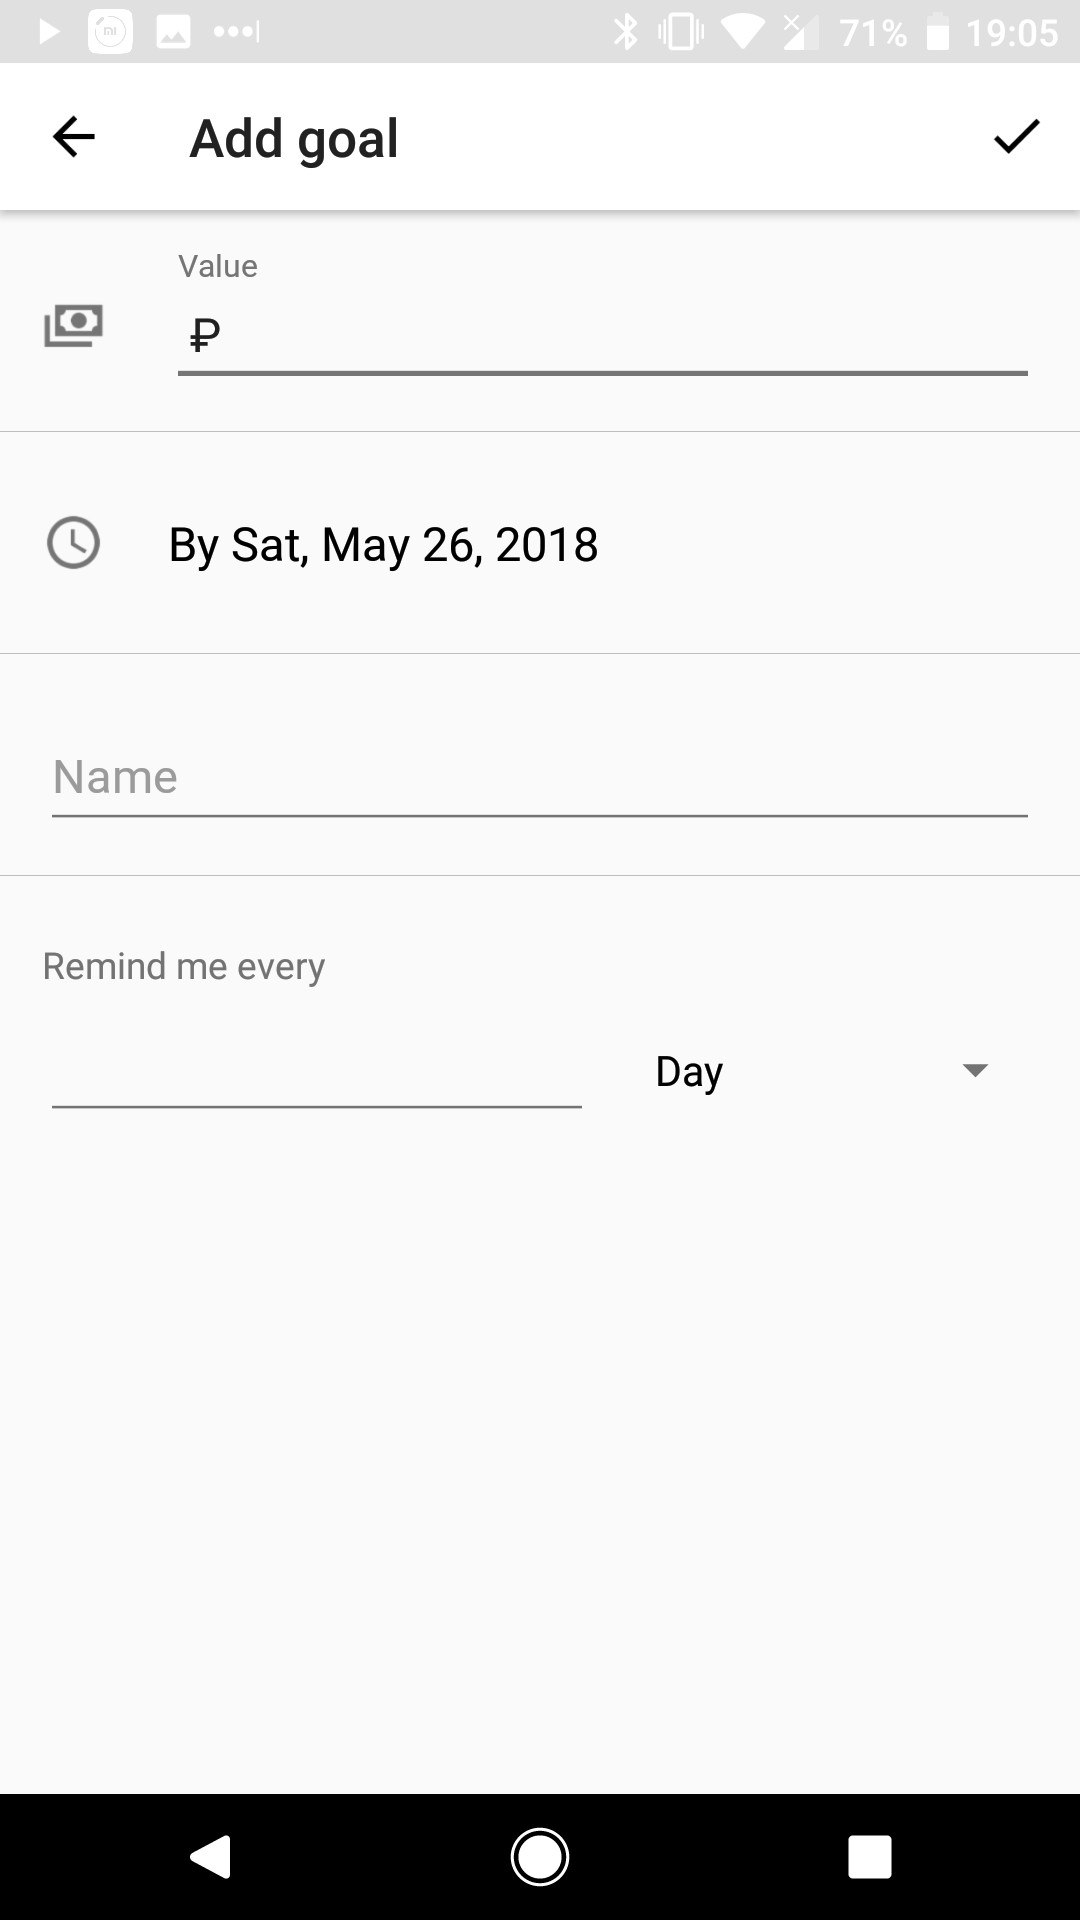 71% 19:05
Add goal
Value
₽
By Sat, May 26, 2018
Name
Remind me every
Day